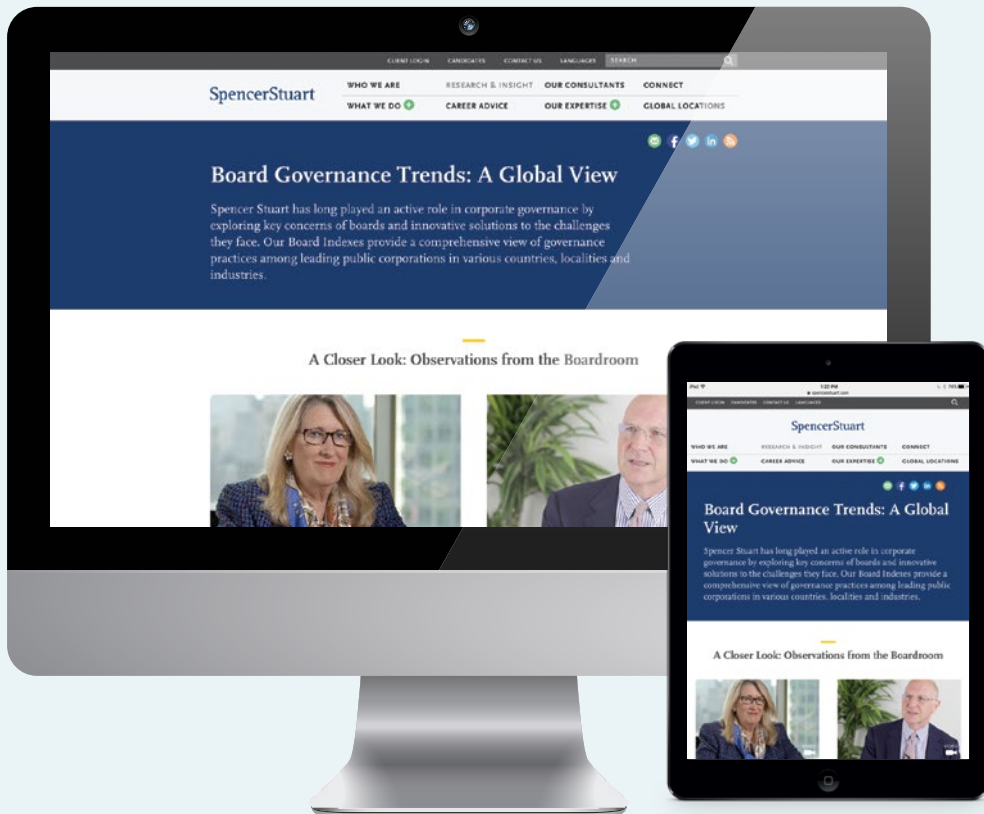 CLIENT LOGIN CANDIDATES CONTACT US LANGUAGES SEARCH
SpencerStuart
WHO WE ARE RESEARCH & INSIGHT OUR CONSULTANTS CONNECT
WHAT WE DO CAREER ADVICE OUR EXPERTISE GLOBAL LOCATIONS
Board Governance Trends: A Global View
Spencer Stuart has long played an active role in corporate governance by
exploring key concerns of boards and innovative solutions to the challenges
they face. Our Board Indexes provide a comprehensive view of governance
practices among leading public corporations in various countries, localities and
industries.
A Closer Look: Observations from the Boardroom
iPad 1:20 PM
spencerstuart.com
CLIENT LOGIN CANDIDATES CONTACT US LANGUAGES
SpencerStuart
WHO WE ARE RESEARCH & INSIGHT OUR CONSULTANTS CONNECT
WHAT WE DO CAREER ADVICE OUR EXPERTISE GLOBAL LOCATIONS
Board Governance Trends: A Global
View
Spencer Stuart has long played an active role in corporate
governance by exploring key concerns of boards and innovative
solutions to the challenges they face. Our Board Indexes provide a
comprehensive view of governance practices among leading public
corporations in various countries, localities and industries.
A Closer Look: Observations from the Boardroom